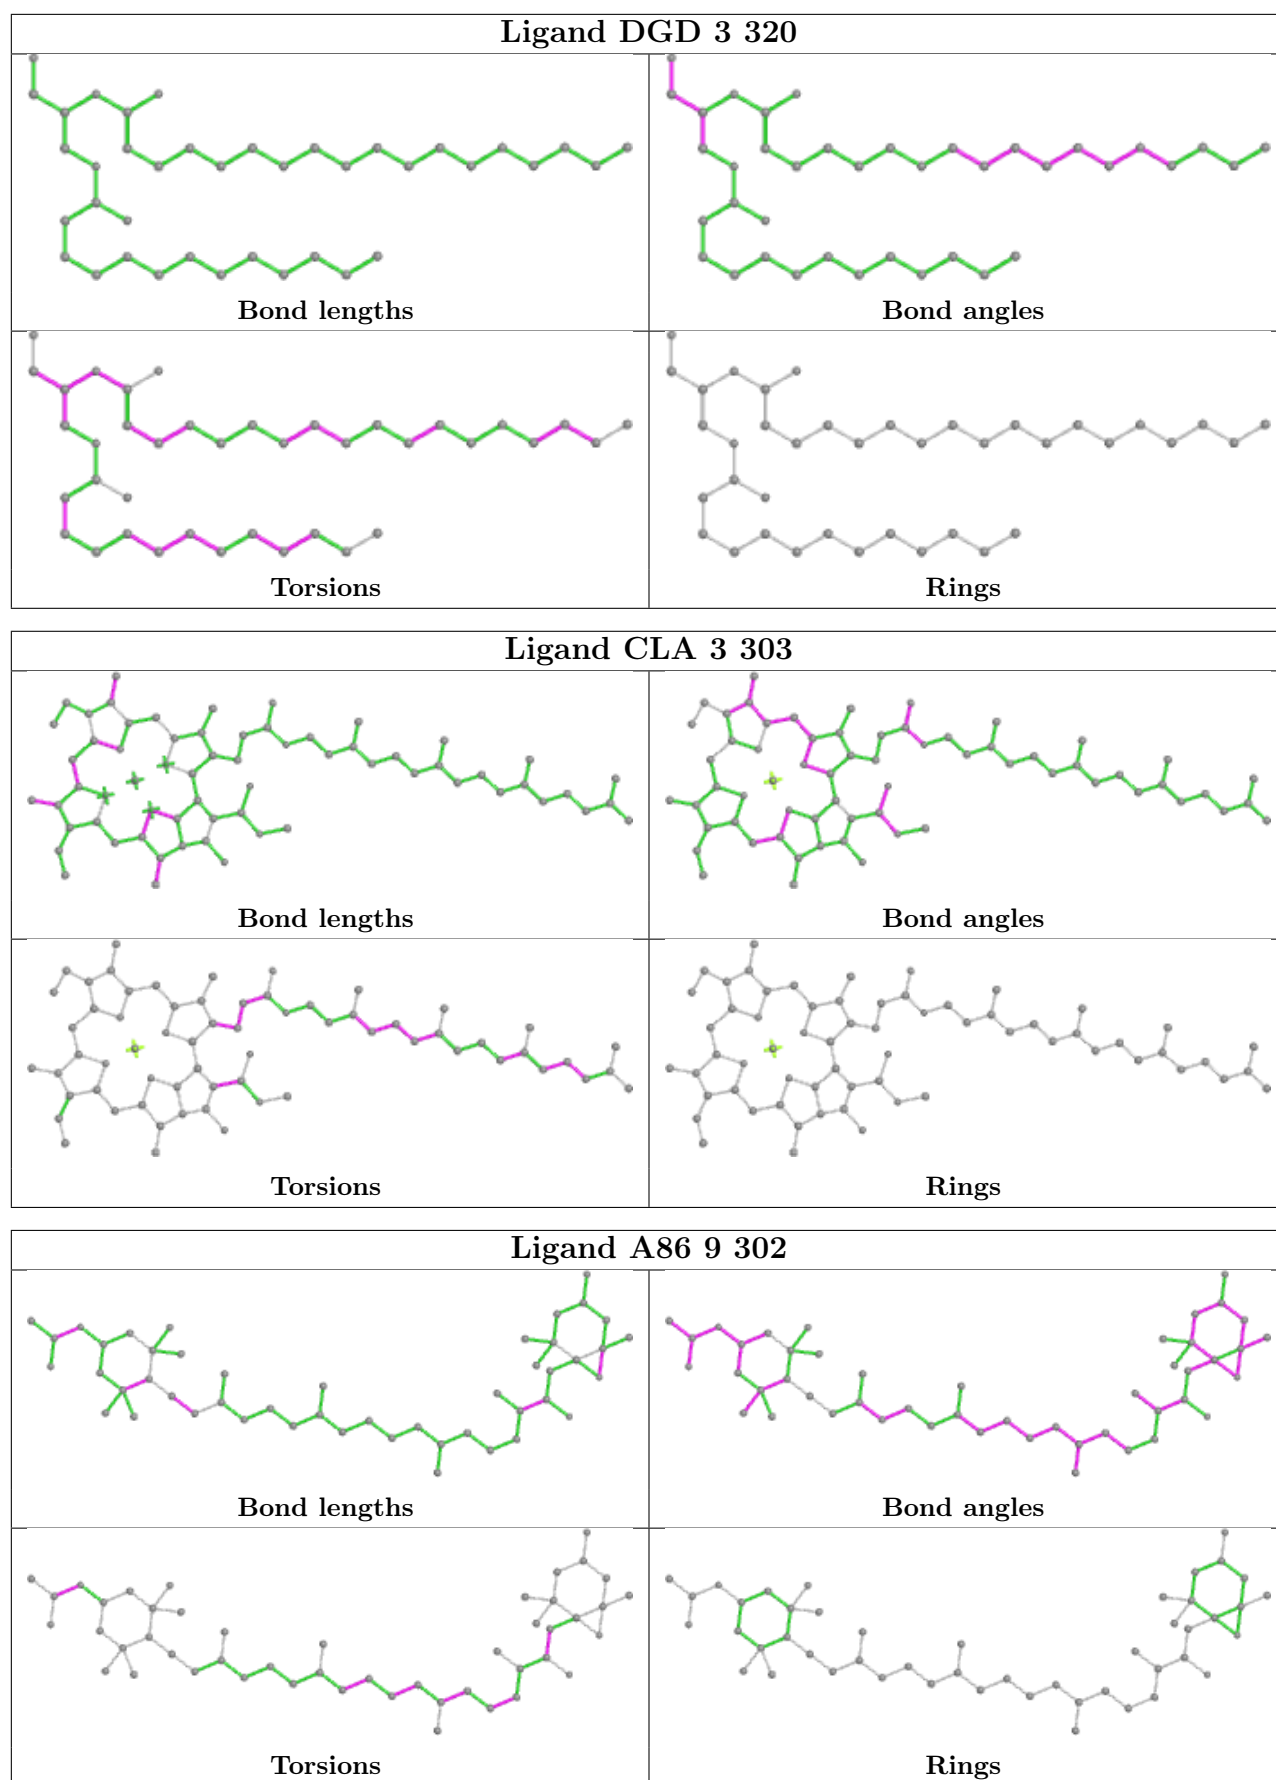 Ligand DGD 3 320
Bond lengths
Bond angles
Torsions
Rings
Ligand CLA 3 303
Bond lengths
Bond angles
Torsions
Rings
Ligand A86 9 302
Bond lengths
Bond angles
Torsions
Rings